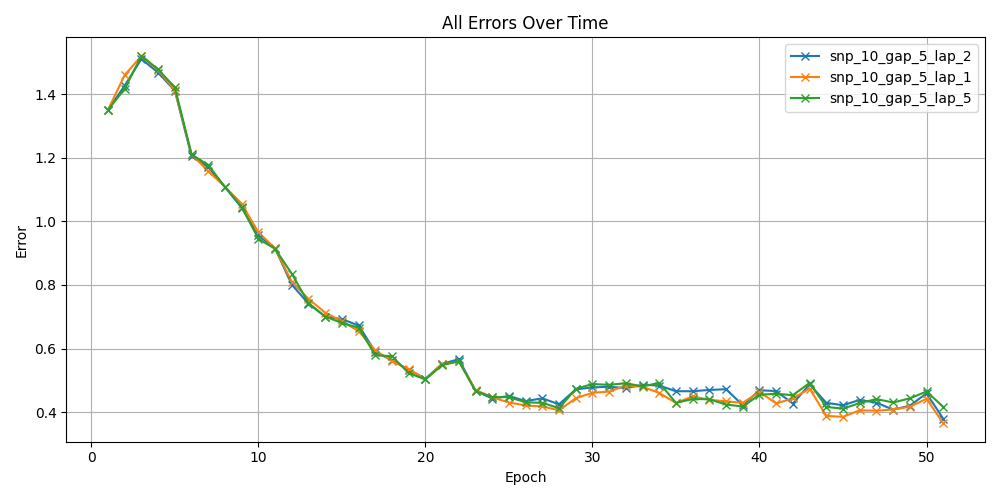 All Errors Over Time
snp_10_gap_5_lap_2
snp_10_gap_5_lap_1
snp_10_gap_5_lap_5
Error
1.4
1.2
1.0
0.8
0.6
0.4
0 10 20 30 40 50
Epoch